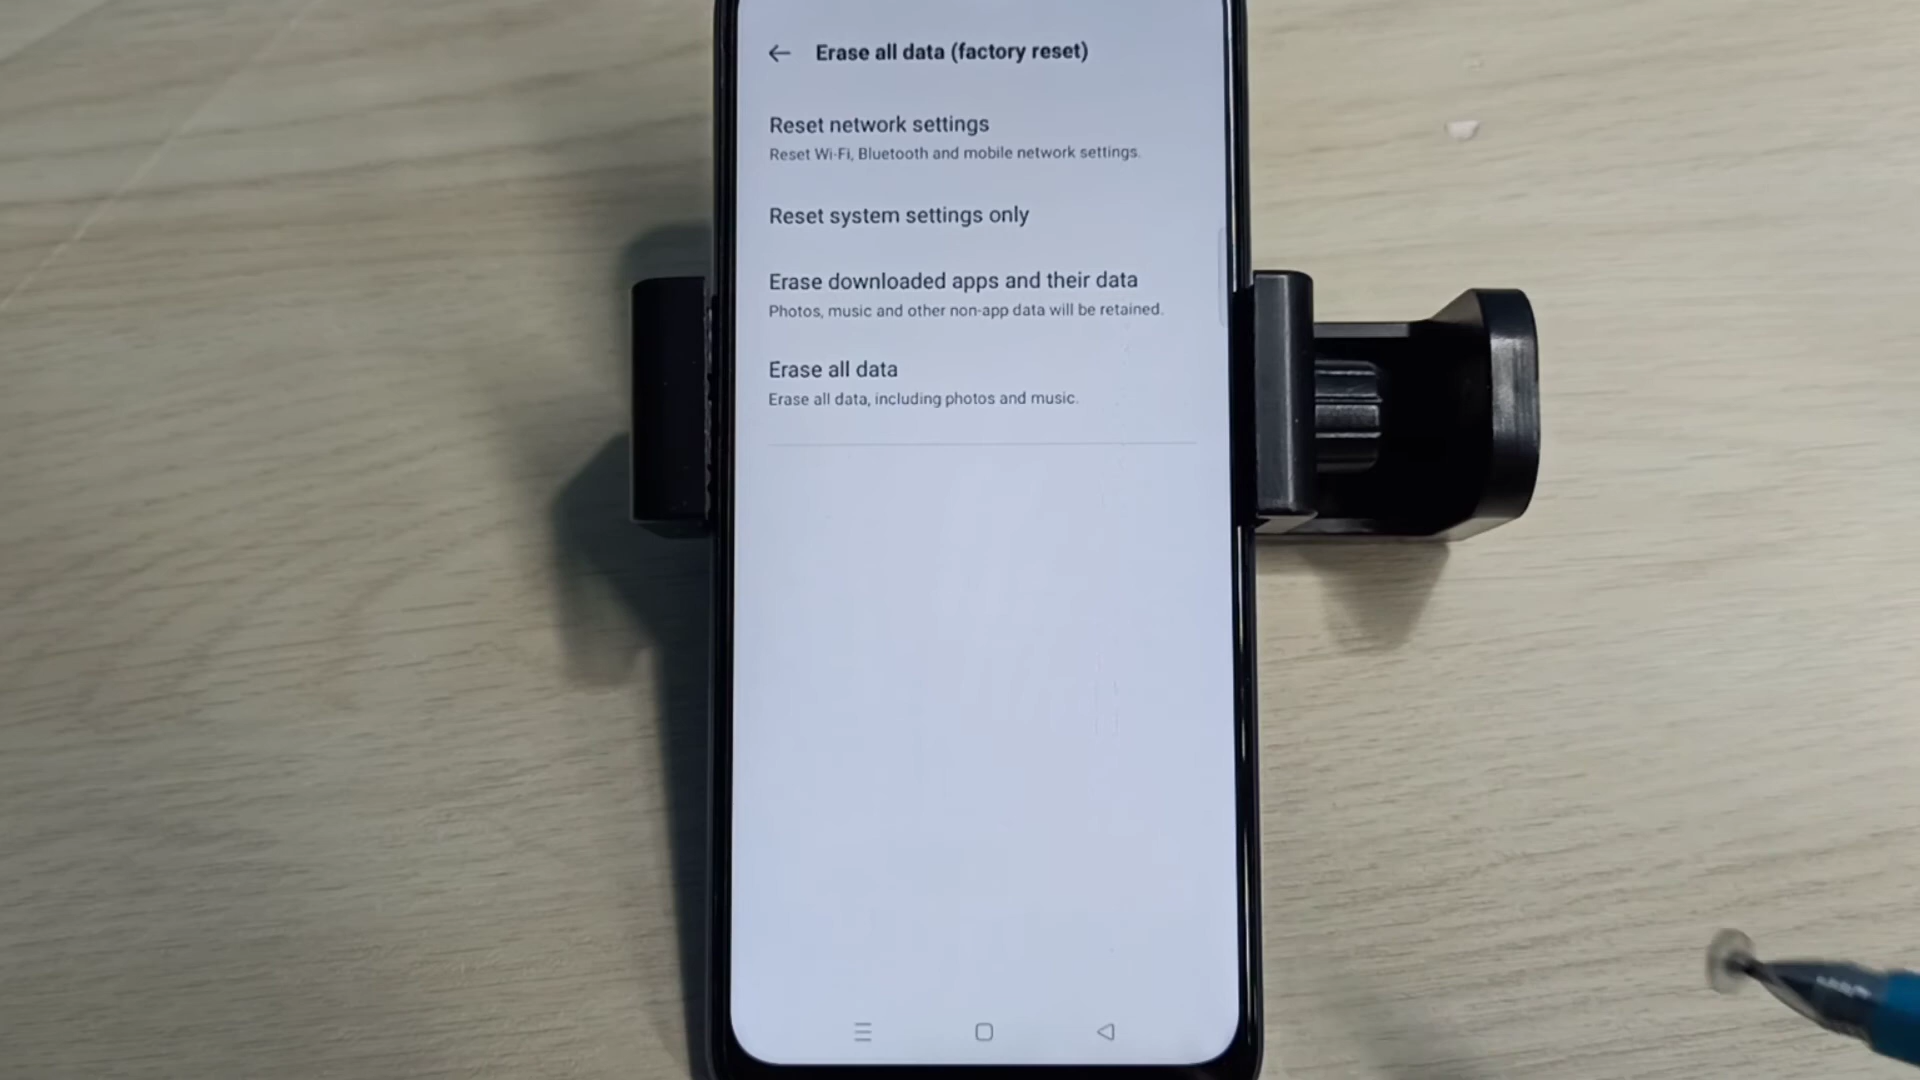 Erase all data (factory reset)
Reset network settings
Reset Wi-Fi, Bluetooth and mobile network settings.
Reset system settings only
Erase downloaded apps and their data
Photos, music and other non-app data will be retained.
Erase all data
Erase all data, including photos and music.